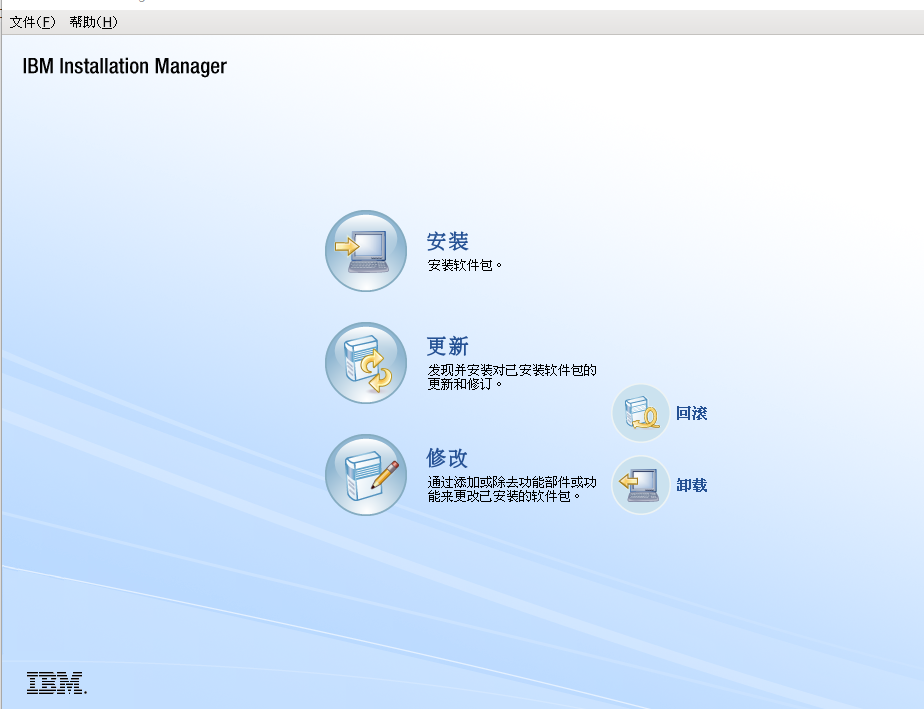 文件(F) 帮助(H)
IBM Installation Manager
安装
安装软件包。
更新
发现并安装对已安装软件包的
更新和修订。
回滚
修改
通过添加或除去功能部件或功
能来更改已安装的软件包。
卸载
IBM.